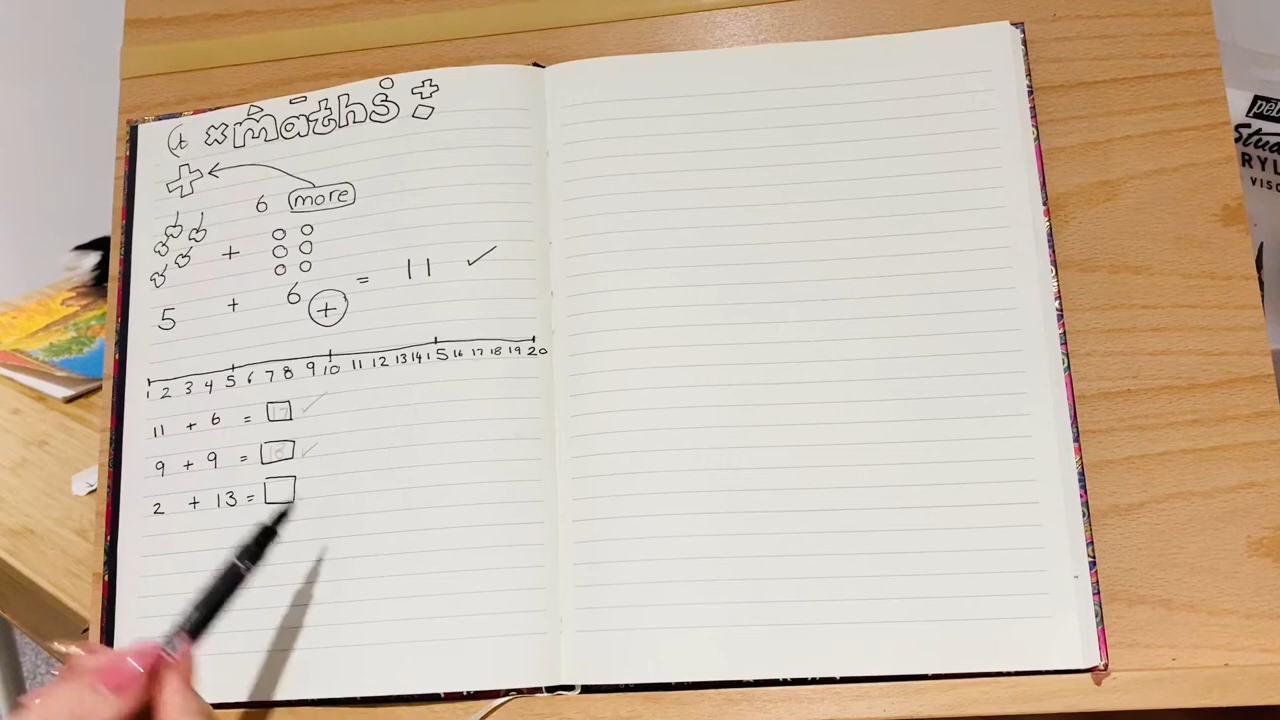 t × maths ÷
+ 6 more
+
5 + 6 + = 11 ✓
1 2 3 4 5 6 7 8 9 10 11 12 13 14 15 16 17 18 19 20
11 + 6 = 17 ✓
9 + 9 = 18 ✓
2 + 13 =